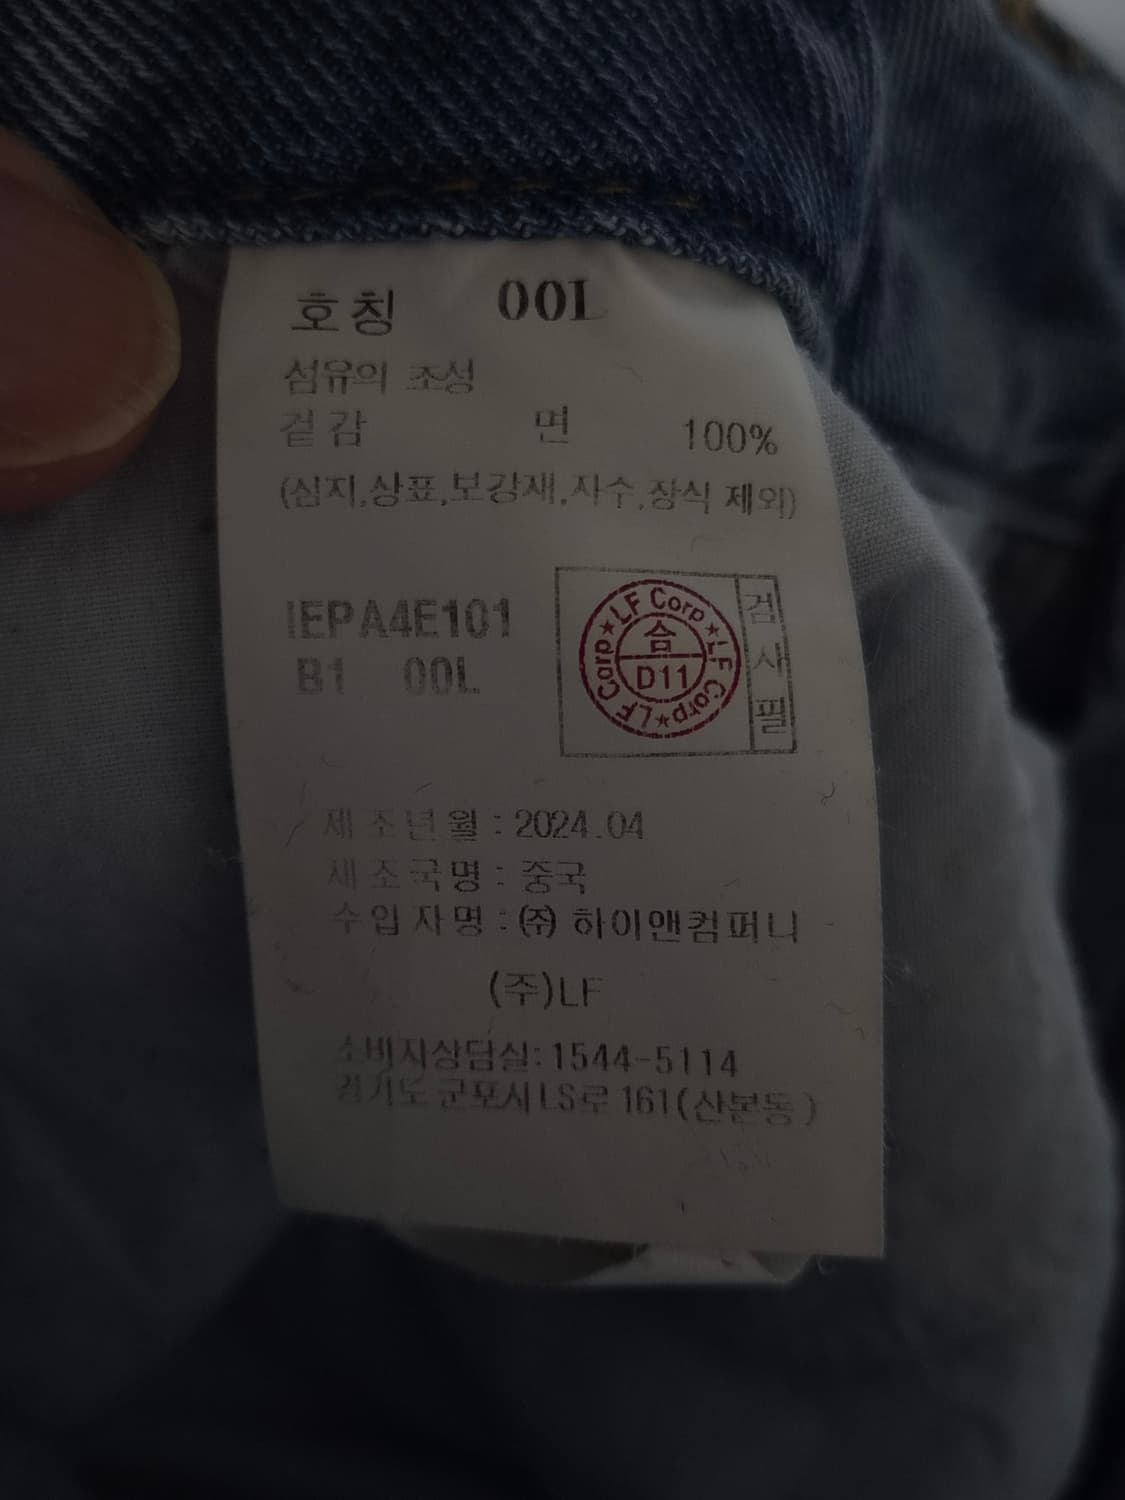 호칭 00L
섬유의 조성
겉감 면 100%
(심지,상표,보강재,자수,장식 제외)
IEPA4E101
B1 00L
LF Corp★LF Corp★LF Corp★
合
D11
검사필
제조년월 : 2024.04
제조국명 : 중국
수입자명 : ㈜ 하이앤컴퍼니
(주)LF
소비자상담실: 1544-5114
경기도 군포시 LS로 161(산본동)